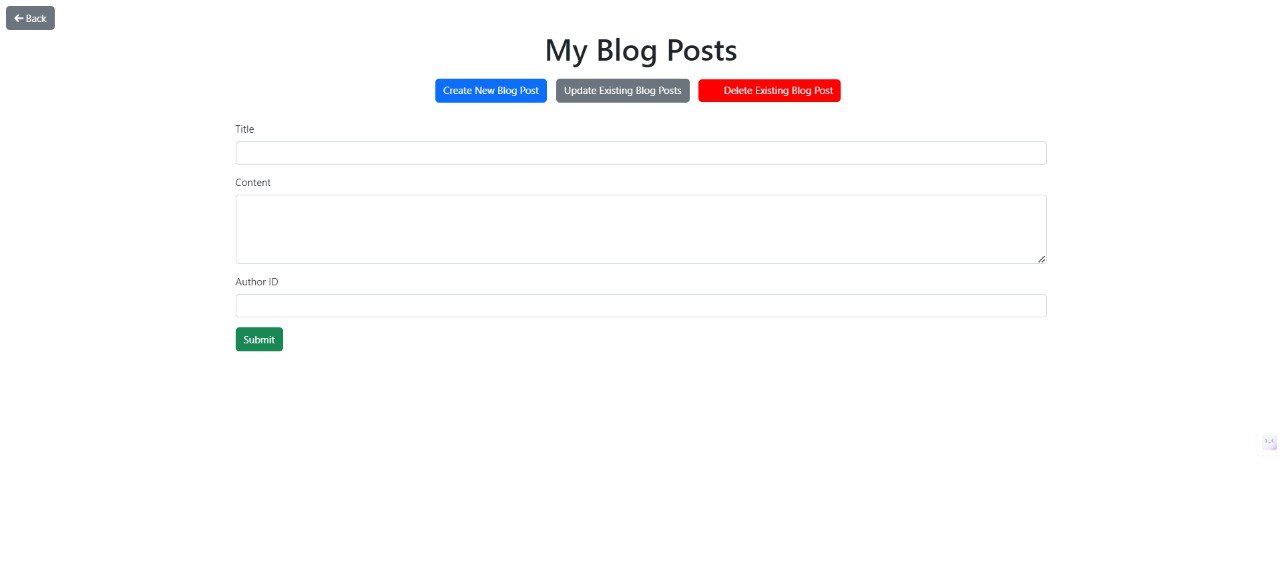 Back
My Blog Posts
Create New Blog Post Update Existing Blog Posts Delete Existing Blog Post
Title
Content
Author ID
Submit